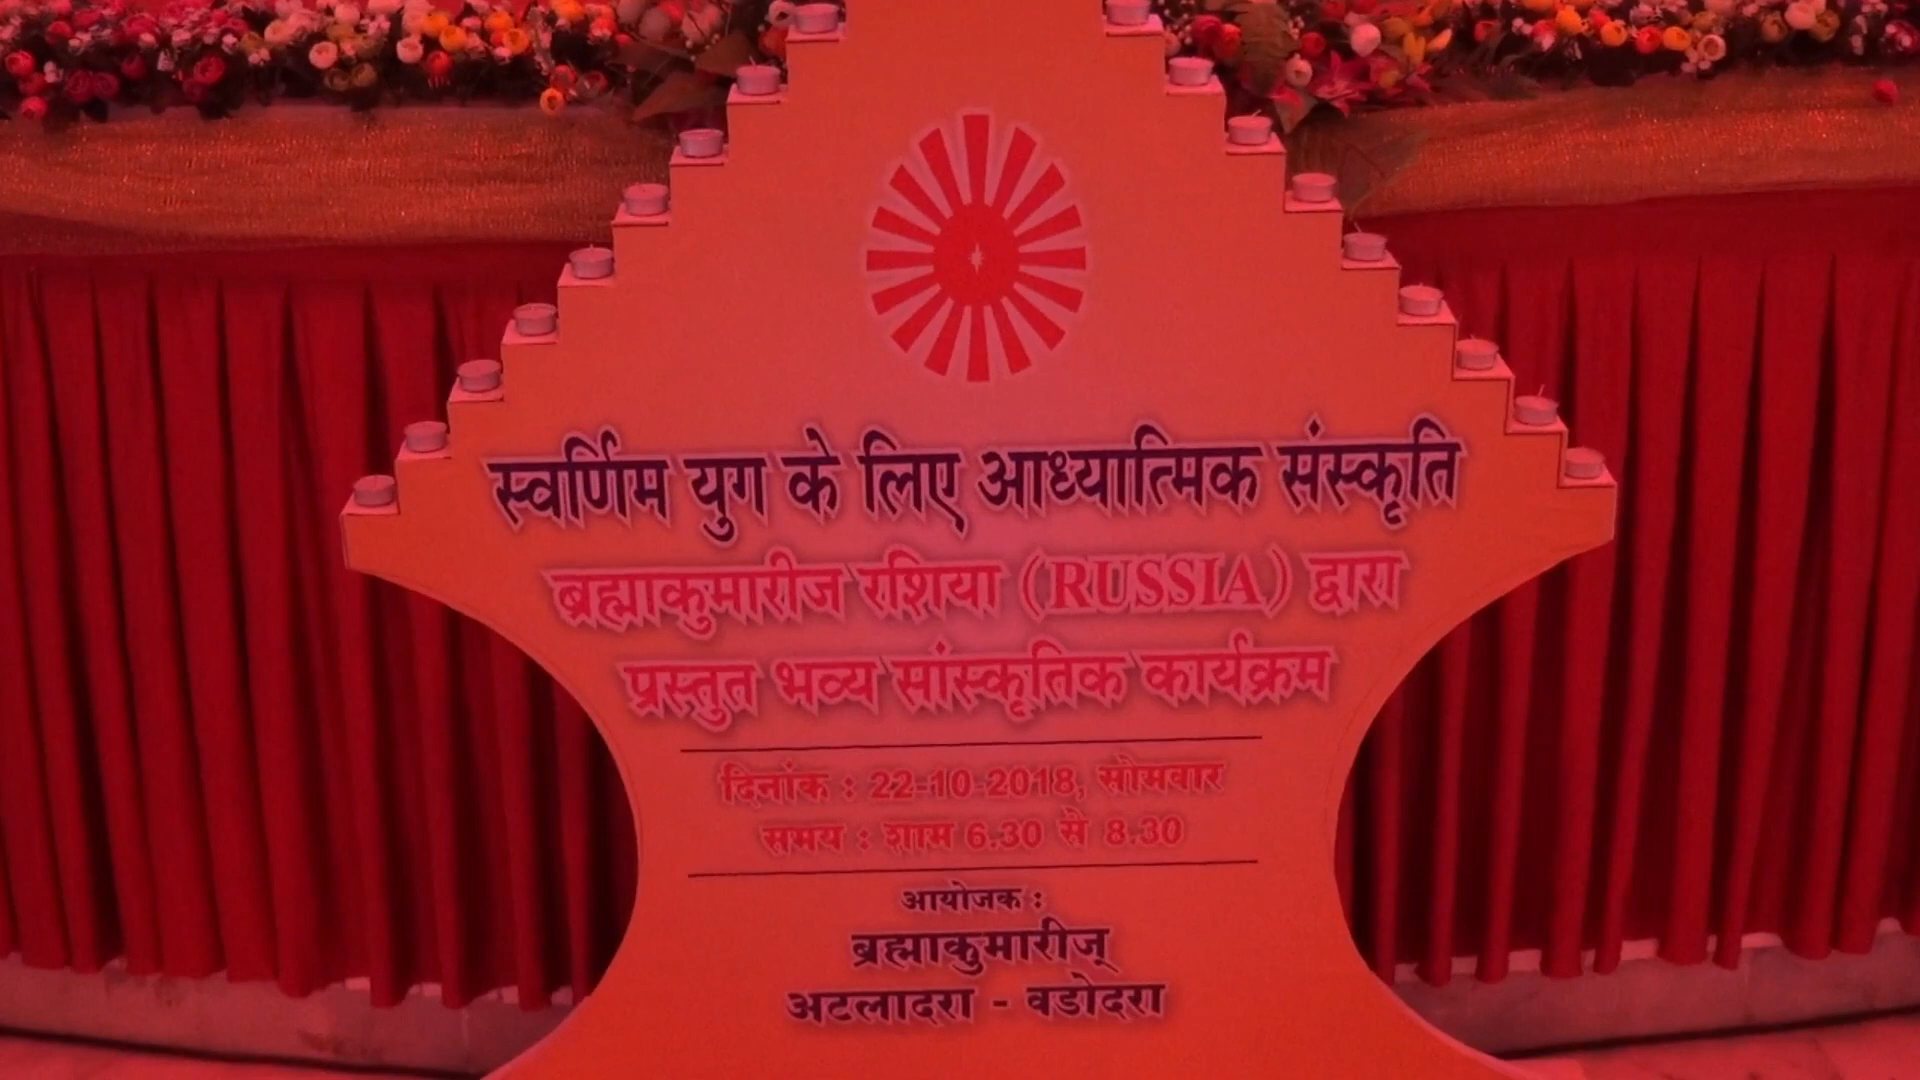 स्वर्णिम युग के लिए आध्यात्मिक संस्कृति
ब्रह्माकुमारीज रशिया (RUSSIA) द्वारा
प्रस्तुत भव्य सांस्कृतिक कार्यक्रम
दिनांक : 22-10-2018, सोमवार
समय : शाम 6.30 से 8.30
आयोजक :
ब्रह्माकुमारीज्
अटलादरा - वडोदरा